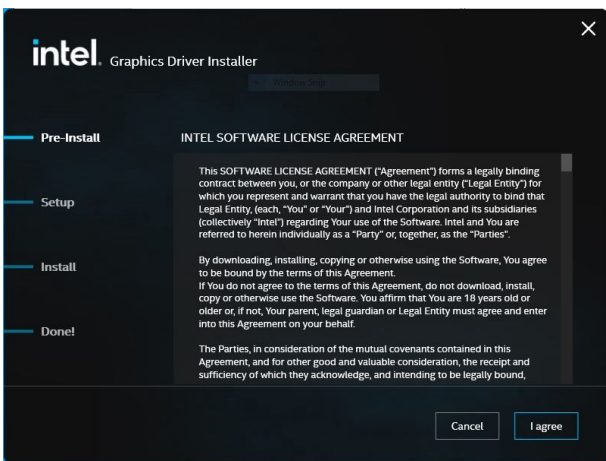 intel. Graphics Driver Installer
Window Snip
Pre-Install
INTEL SOFTWARE LICENSE AGREEMENT
This SOFTWARE LICENSE AGREEMENT (“Agreement”) forms a legally binding
contract between you, or the company or other legal entity (“Legal Entity”) for
which you represent and warrant that you have the legal authority to bind that
Legal Entity, (each, “You” or “Your”) and Intel Corporation and its subsidiaries
(collectively “Intel”) regarding Your use of the Software. Intel and You are
referred to herein individually as a “Party” or, together, as the “Parties”.
By downloading, installing, copying or otherwise using the Software, You agree
to be bound by the terms of this Agreement.
If You do not agree to the terms of this Agreement, do not download, install,
copy or otherwise use the Software. You affirm that You are 18 years old or
older or, if not, Your parent, legal guardian or Legal Entity must agree and enter
into this Agreement on your behalf.
The Parties, in consideration of the mutual covenants contained in this
Agreement, and for other good and valuable consideration, the receipt and
sufficiency of which they acknowledge, and intending to be legally bound,
Setup
Install
Done!
Cancel
I agree